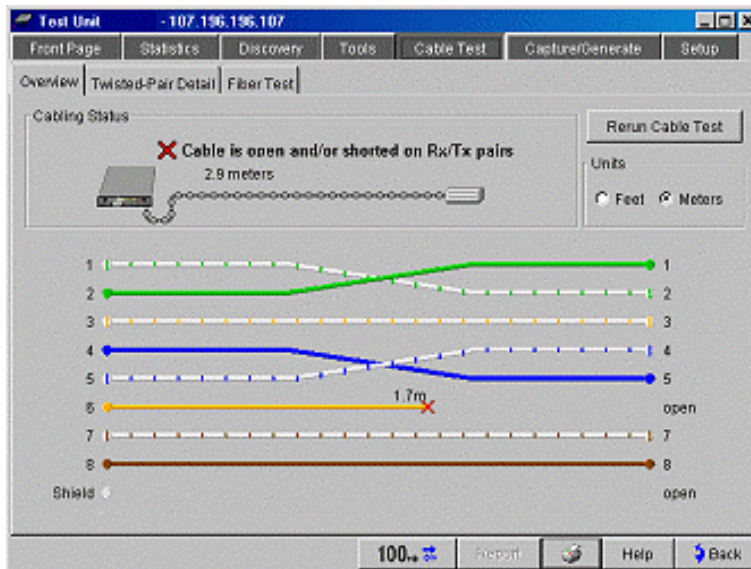 Test Unit - 107.196.196.107
Front Page Statistics Discovery Tools Cable Test Capture/Generate Setup
Overview Twisted-Pair Detail Fiber Test
Cabling Status
Cable is open and/or shorted on Rx/Tx pairs
2.9 meters
Rerun Cable Test
Units
Feet Meters
1 1
2 2
3 3
4 4
5 5
1.7m
6 open
7 7
8 8
Shield open
100 Report Help Back